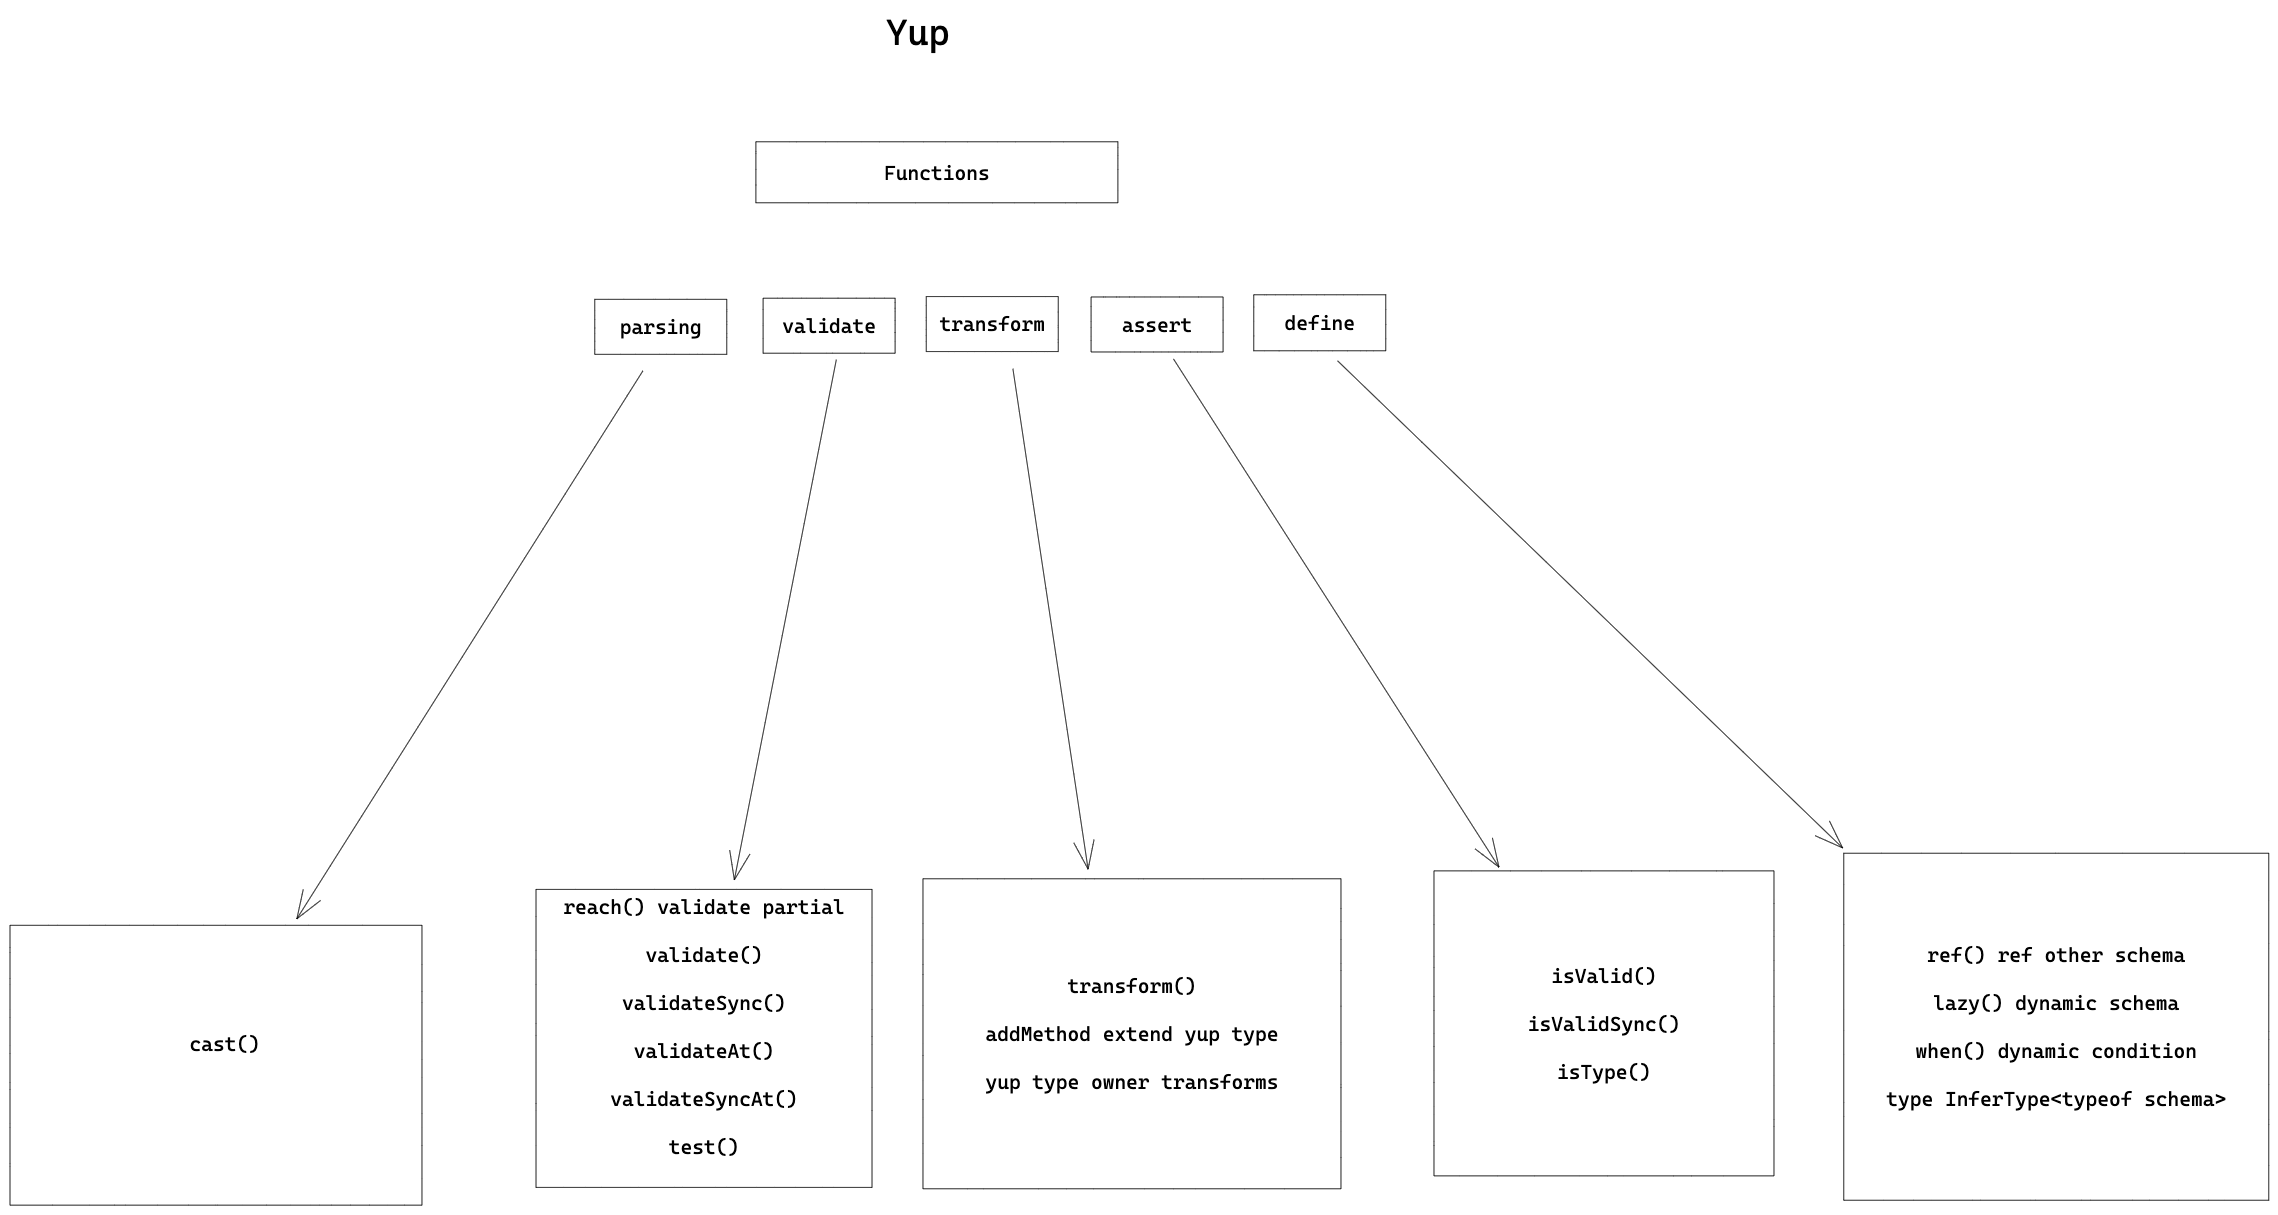 Yup
Functions
parsing
validate
transform
assert
define
cast()
reach() validate partial
validate()
validateSync()
validateAt()
validateSyncAt()
test()
transform()
addMethod extend yup type
yup type owner transforms
isValid()
isValidSync()
isType()
ref() ref other schema
lazy() dynamic schema
when() dynamic condition
type InferType<typeof schema>